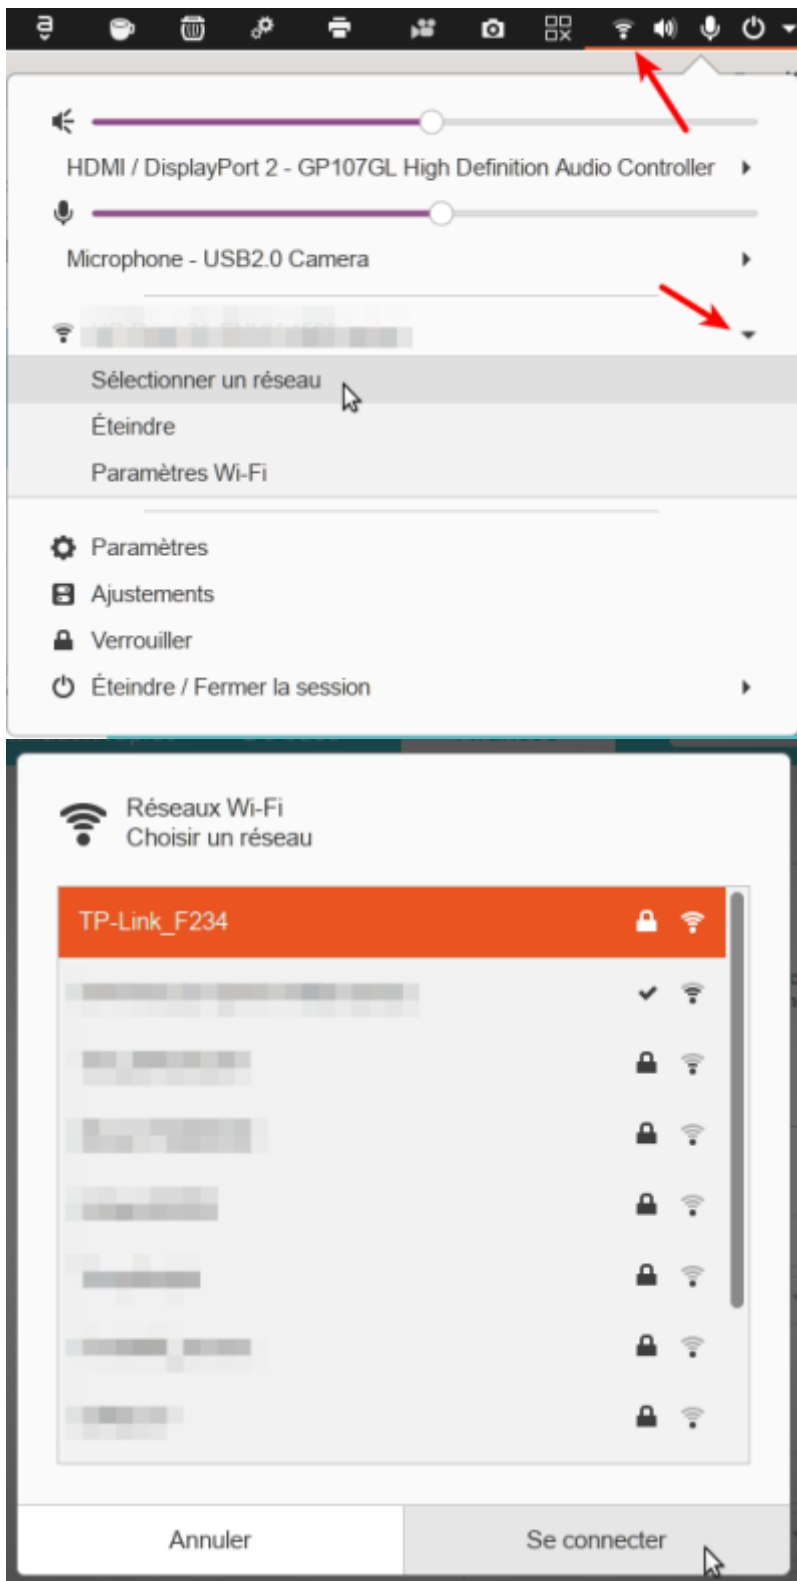 HDMI / DisplayPort 2 - GP107GL High Definition Audio Controller
Microphone - USB2.0 Camera
Sélectionner un réseau
Éteindre
Paramètres Wi-Fi
Paramètres
Ajustements
Verrouiller
Éteindre / Fermer la session
Réseaux Wi-Fi
Choisir un réseau
TP-Link_F234
Annuler
Se connecter